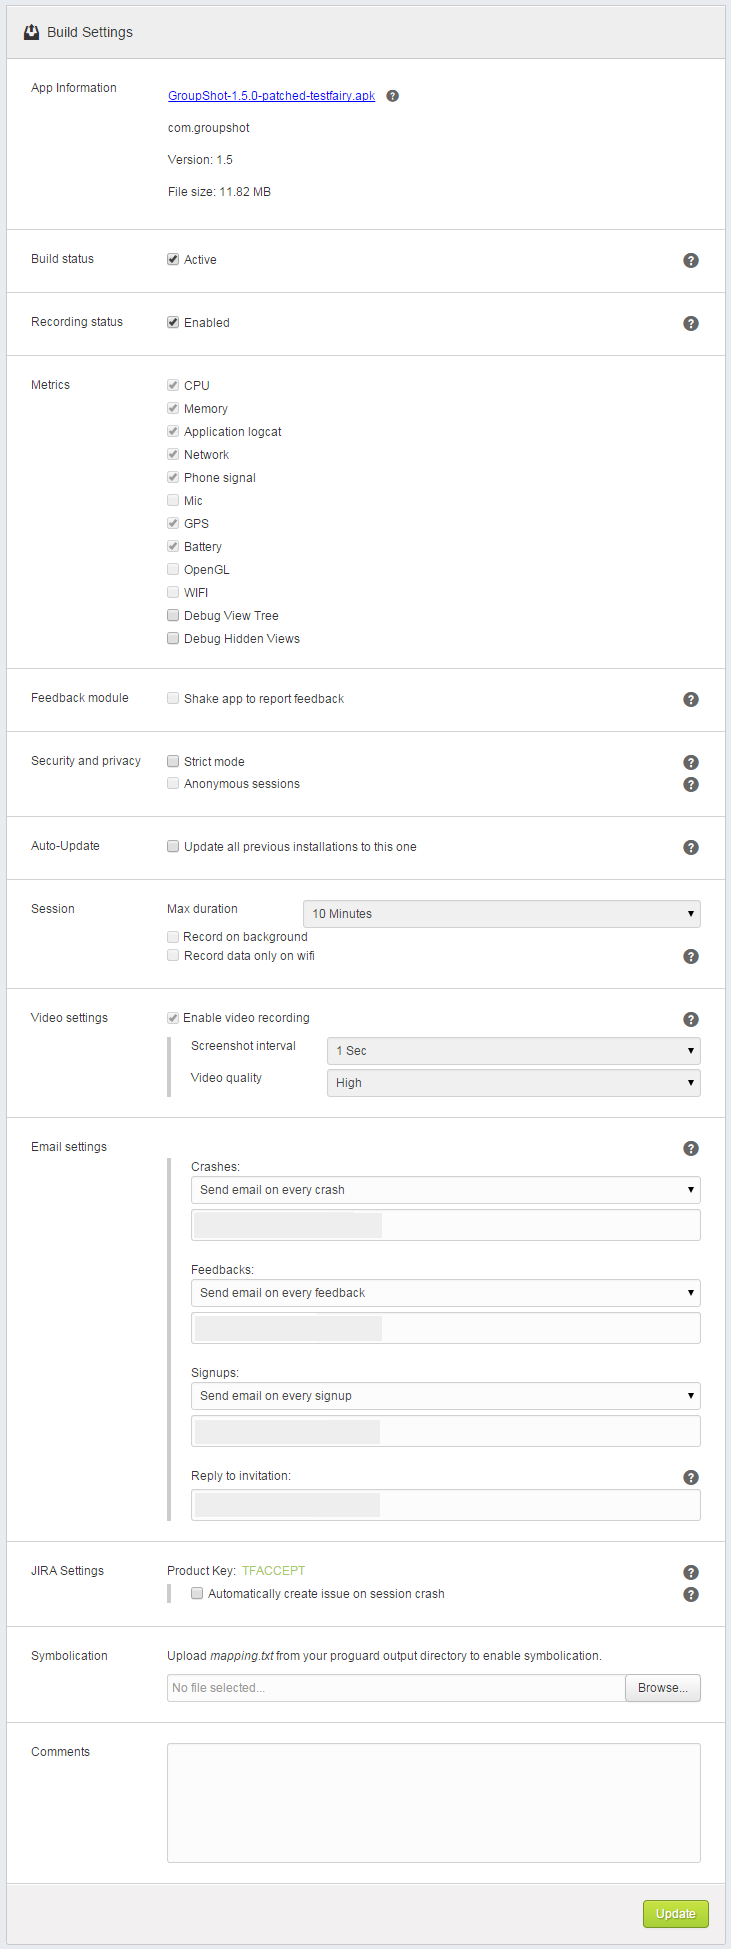 Build Settings
App Information
GroupShot-1.5.0-patched-testfairy.apk
com.groupshot
Version: 1.5
File size: 11.82 MB
Build status
Active
Recording status
Enabled
Metrics
CPU
Memory
Application logcat
Network
Phone signal
Mic
GPS
Battery
OpenGL
WIFI
Debug View Tree
Debug Hidden Views
Feedback module
Shake app to report feedback
Security and privacy
Strict mode
Anonymous sessions
Auto-Update
Update all previous installations to this one
Session
Max duration
10 Minutes
Record on background
Record data only on wifi
Video settings
Enable video recording
Screenshot interval
1 Sec
Video quality
High
Email settings
Crashes:
Send email on every crash
Feedbacks:
Send email on every feedback
Signups:
Send email on every signup
Reply to invitation:
JIRA Settings
Product Key: TFACCEPT
Automatically create issue on session crash
Symbolication
Upload mapping.txt from your proguard output directory to enable symbolication.
No file selected...
Browse...
Comments
Update